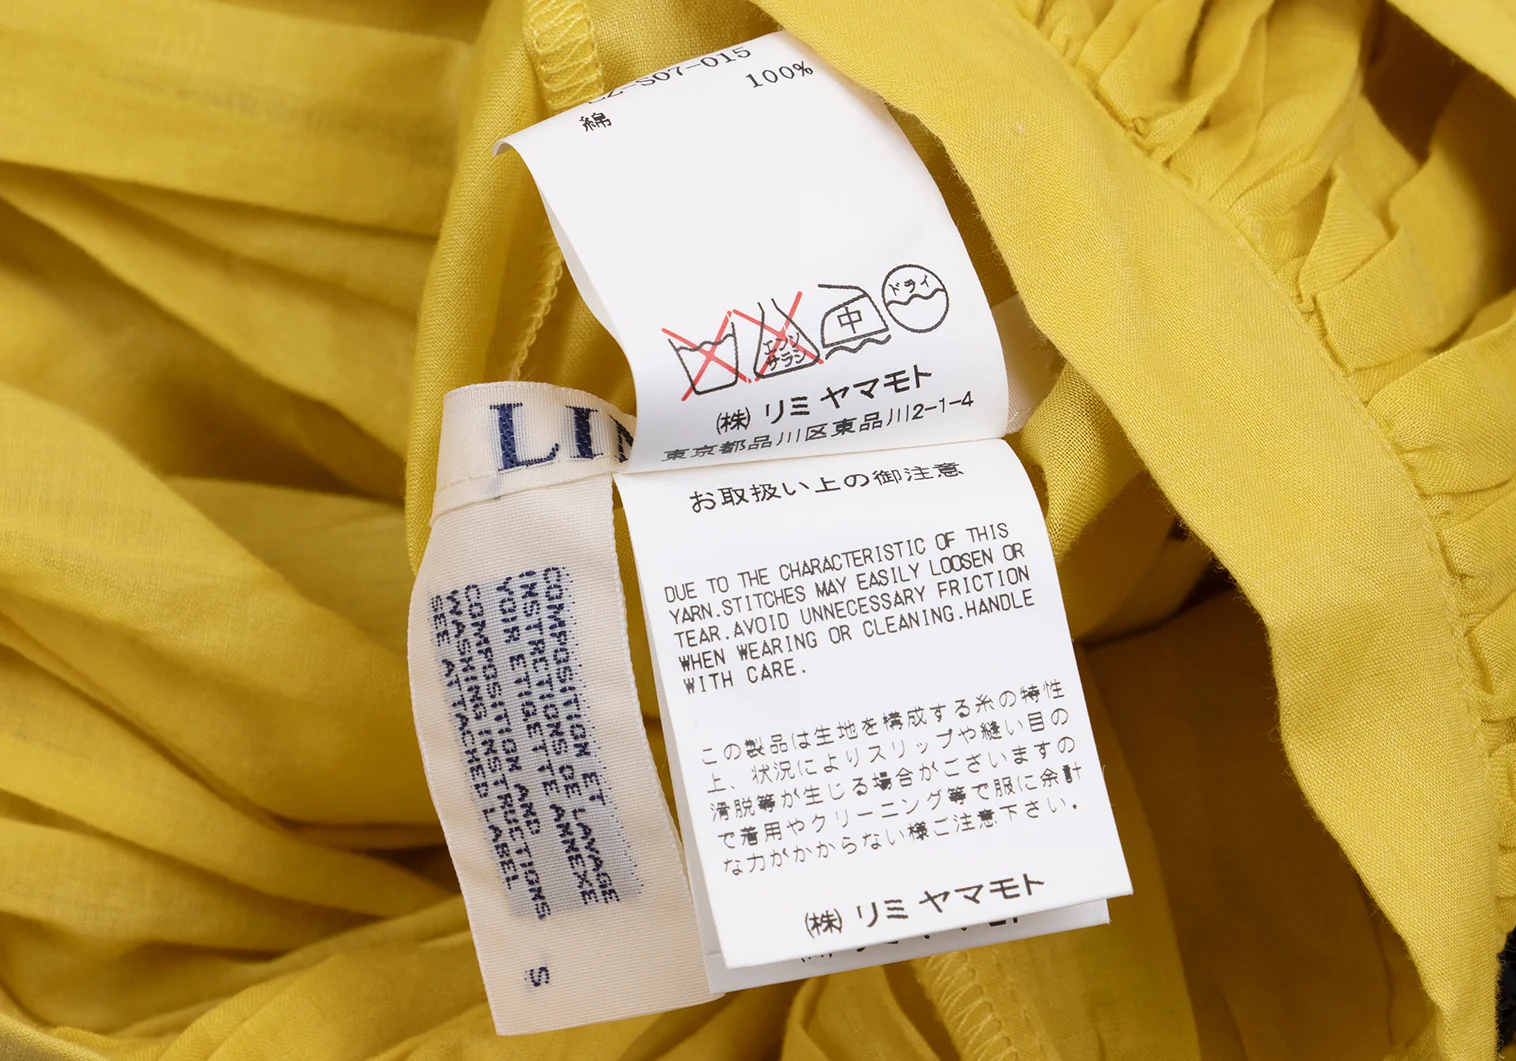 -S07-015
綿 100%
エンソ
サラシ
中
ドライ
㈱ リミ ヤマモト
東京都品川区東品川2-1-4
お取扱い上の御注意
DUE TO THE CHARACTERISTIC OF THIS
YARN.STITCHES MAY EASILY LOOSEN OR
TEAR.AVOID UNNECESSARY FRICTION
WHEN WEARING OR CLEANING.HANDLE
WITH CARE.
この製品は生地を構成する糸の特性
上、状況によりスリップや縫い目の
滑脱等が生じる場合がございますの
で着用やクリーニング等で服に余計
な力がかからない様ご注意下さい.
㈱ リミ ヤマモト
LI
COMPOSITION ET LAVAGE
INSTRCTIONS DE ANNEXE
VOIR ETIGETTE
COMPOSITION AND
WASHING INSTRUCTIONS
SEE ATTACHED LABEL
S